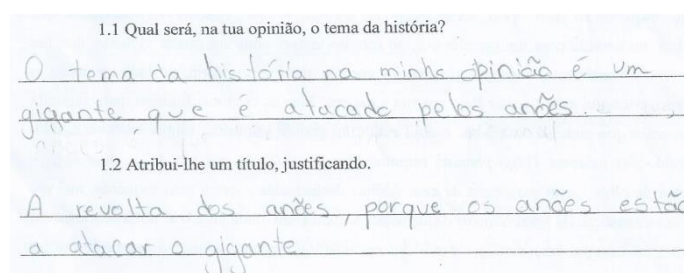 1.1 Qual será, na tua opinião, o tema da história?
O tema da história na minha opinião é um
gigante que é atacado pelos anões.
1.2 Atribui-lhe um título, justificando.
A revolta dos anões, porque os anões estão
a atacar o gigante.